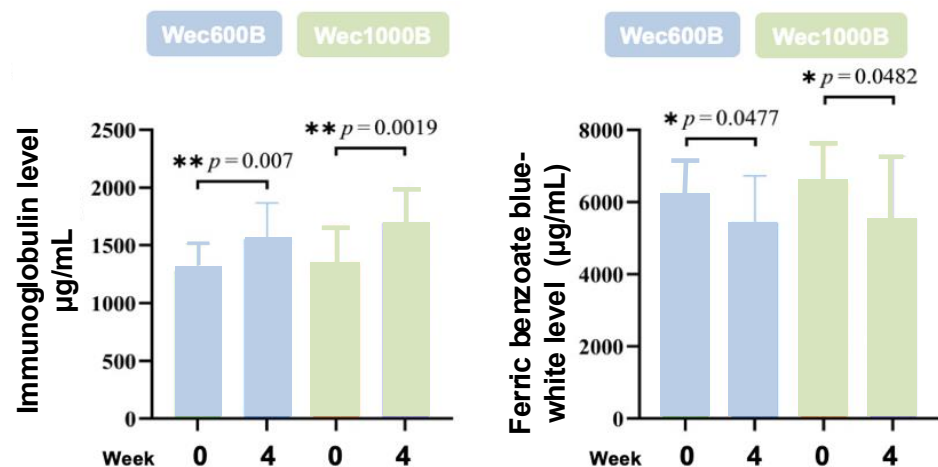 Wec600B Wec1000B
** p = 0.007
** p = 0.0019
Immunoglobulin level
μg/mL
2500
2000
1500
1000
500
0
Week 0 4 0 4
Wec600B Wec1000B
* p = 0.0477
* p = 0.0482
Ferric benzoate blue-
white level (μg/mL)
8000
6000
4000
2000
0
Week 0 4 0 4